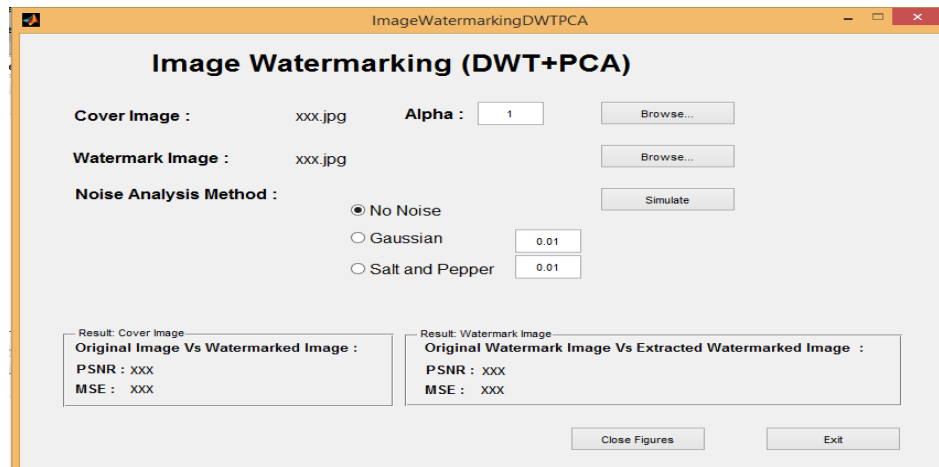 ImageWatermarkingDWTPCA
Image Watermarking (DWT+PCA)
Cover Image : xxx.jpg Alpha : 1 Browse...
Watermark Image : xxx.jpg Browse...
Noise Analysis Method : Simulate
No Noise
Gaussian 0.01
Salt and Pepper 0.01
Result: Cover Image
Original Image Vs Watermarked Image :
PSNR : xxx
MSE : xxx
Result: Watermark Image
Original Watermark Image Vs Extracted Watermarked Image :
PSNR : xxx
MSE : xxx
Close Figures Exit